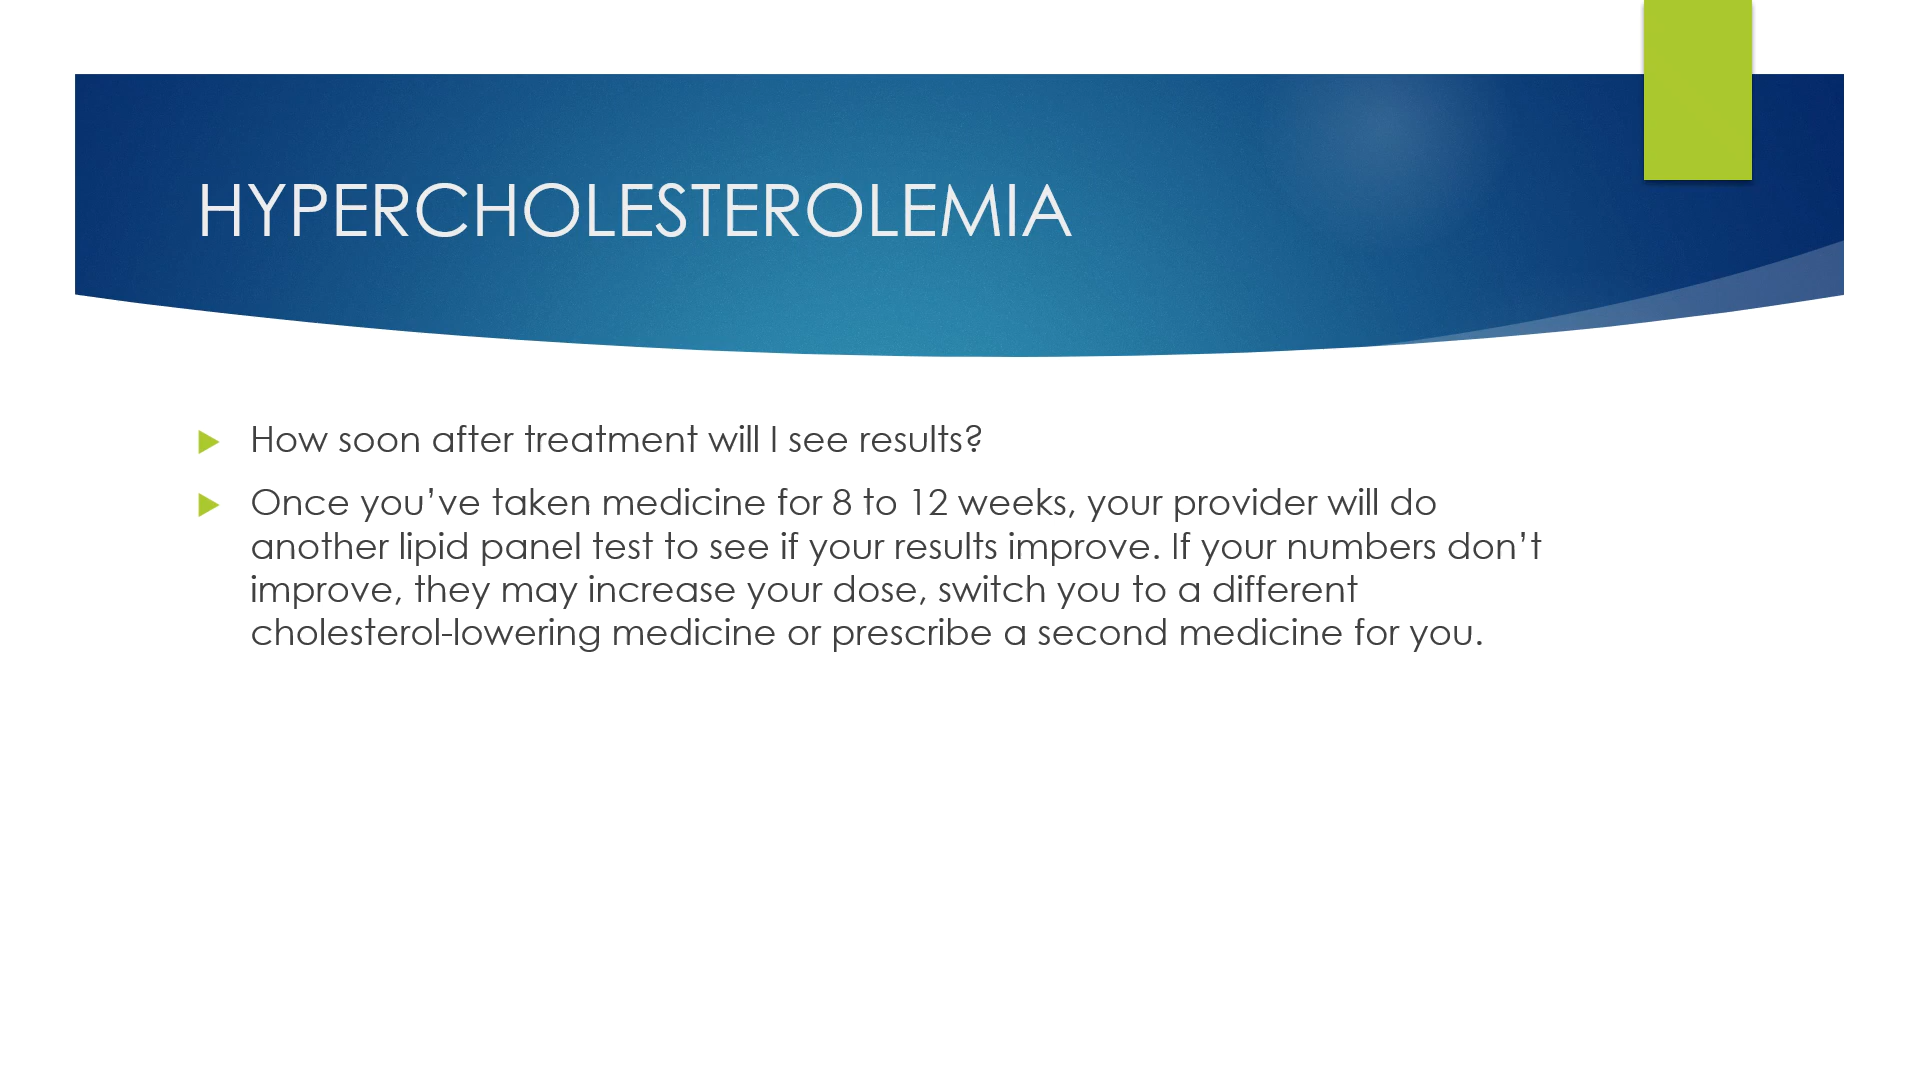 HYPERCHOLESTEROLEMIA
How soon after treatment will I see results?
Once you’ve taken medicine for 8 to 12 weeks, your provider will do
another lipid panel test to see if your results improve. If your numbers don’t
improve, they may increase your dose, switch you to a different
cholesterol-lowering medicine or prescribe a second medicine for you.